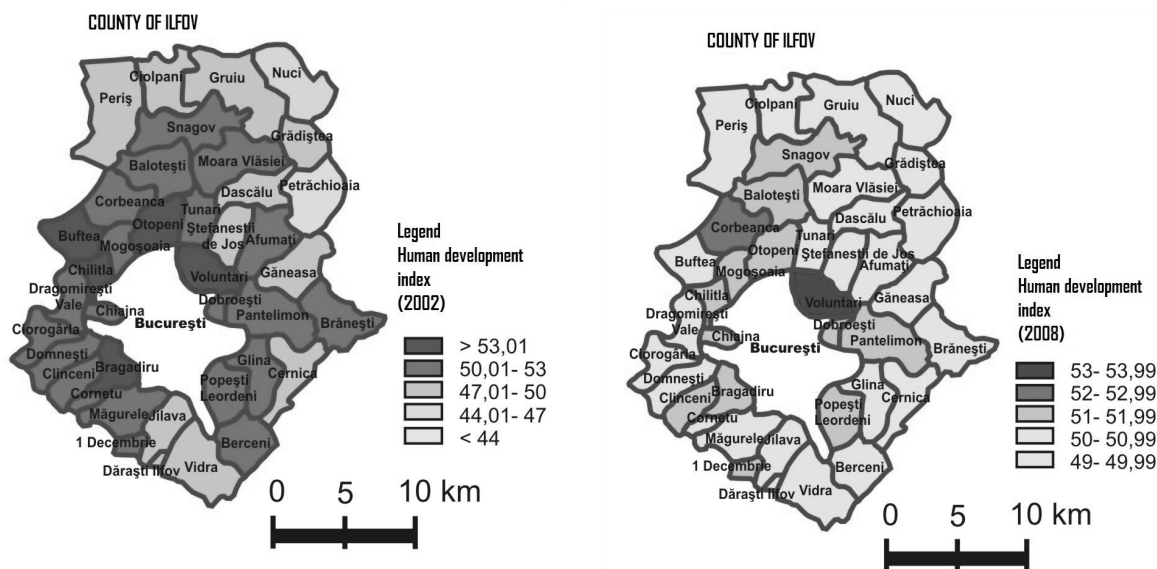 COUNTY OF ILFOV
Ciolpani
Gruiu
Nuci
Periş
Snagov
Grădiştea
Baloteşti
Moara Vlăsiei
Dascălu
Petrăchioaia
Corbeanca
Tunari
Otopeni
Ştefanestii
de Jos
Afumaţi
Buftea
Mogoşoaia
Chilitla
Voluntari
Găneasa
Dragomireşti
Vale
Chiajna
Dobroeşti
Pantelimon
Brăneşti
Bucureşti
Ciorogârla
Domneşti
Glina
Cernica
Clinceni
Bragadiru
Popeşti
Leordeni
Cornetu
Măgurele
Jilava
1 Decembrie
Berceni
Dăraşti Ilfov
Vidra
Legend
Human development
index
(2002)
> 53,01
50,01- 53
47,01- 50
44,01- 47
< 44
0 5 10 km
COUNTY OF ILFOV
Ciolpani
Gruiu
Nuci
Periş
Snagov
Grădiştea
Baloteşti
Moara Vlăsiei
Dascălu
Petrăchioaia
Corbeanca
Tunari
Otopeni
Ştefanestii de Jos
Afumaţi
Buftea
Mogoşoaia
Chilitla
Voluntari
Găneasa
Dragomireşti
Vale
Chiajna
Dobroeşti
Pantelimon
Brăneşti
Bucureşti
Ciorogârla
Domneşti
Glina
Cernica
Clinceni
Bragadiru
Popeşti
Leordeni
Cornetu
Măgurele
Jilava
1 Decembrie
Berceni
Dăraşti Ilfov
Vidra
Legend
Human development
index
(2008)
53- 53,99
52- 52,99
51- 51,99
50- 50,99
49- 49,99
0 5 10 km